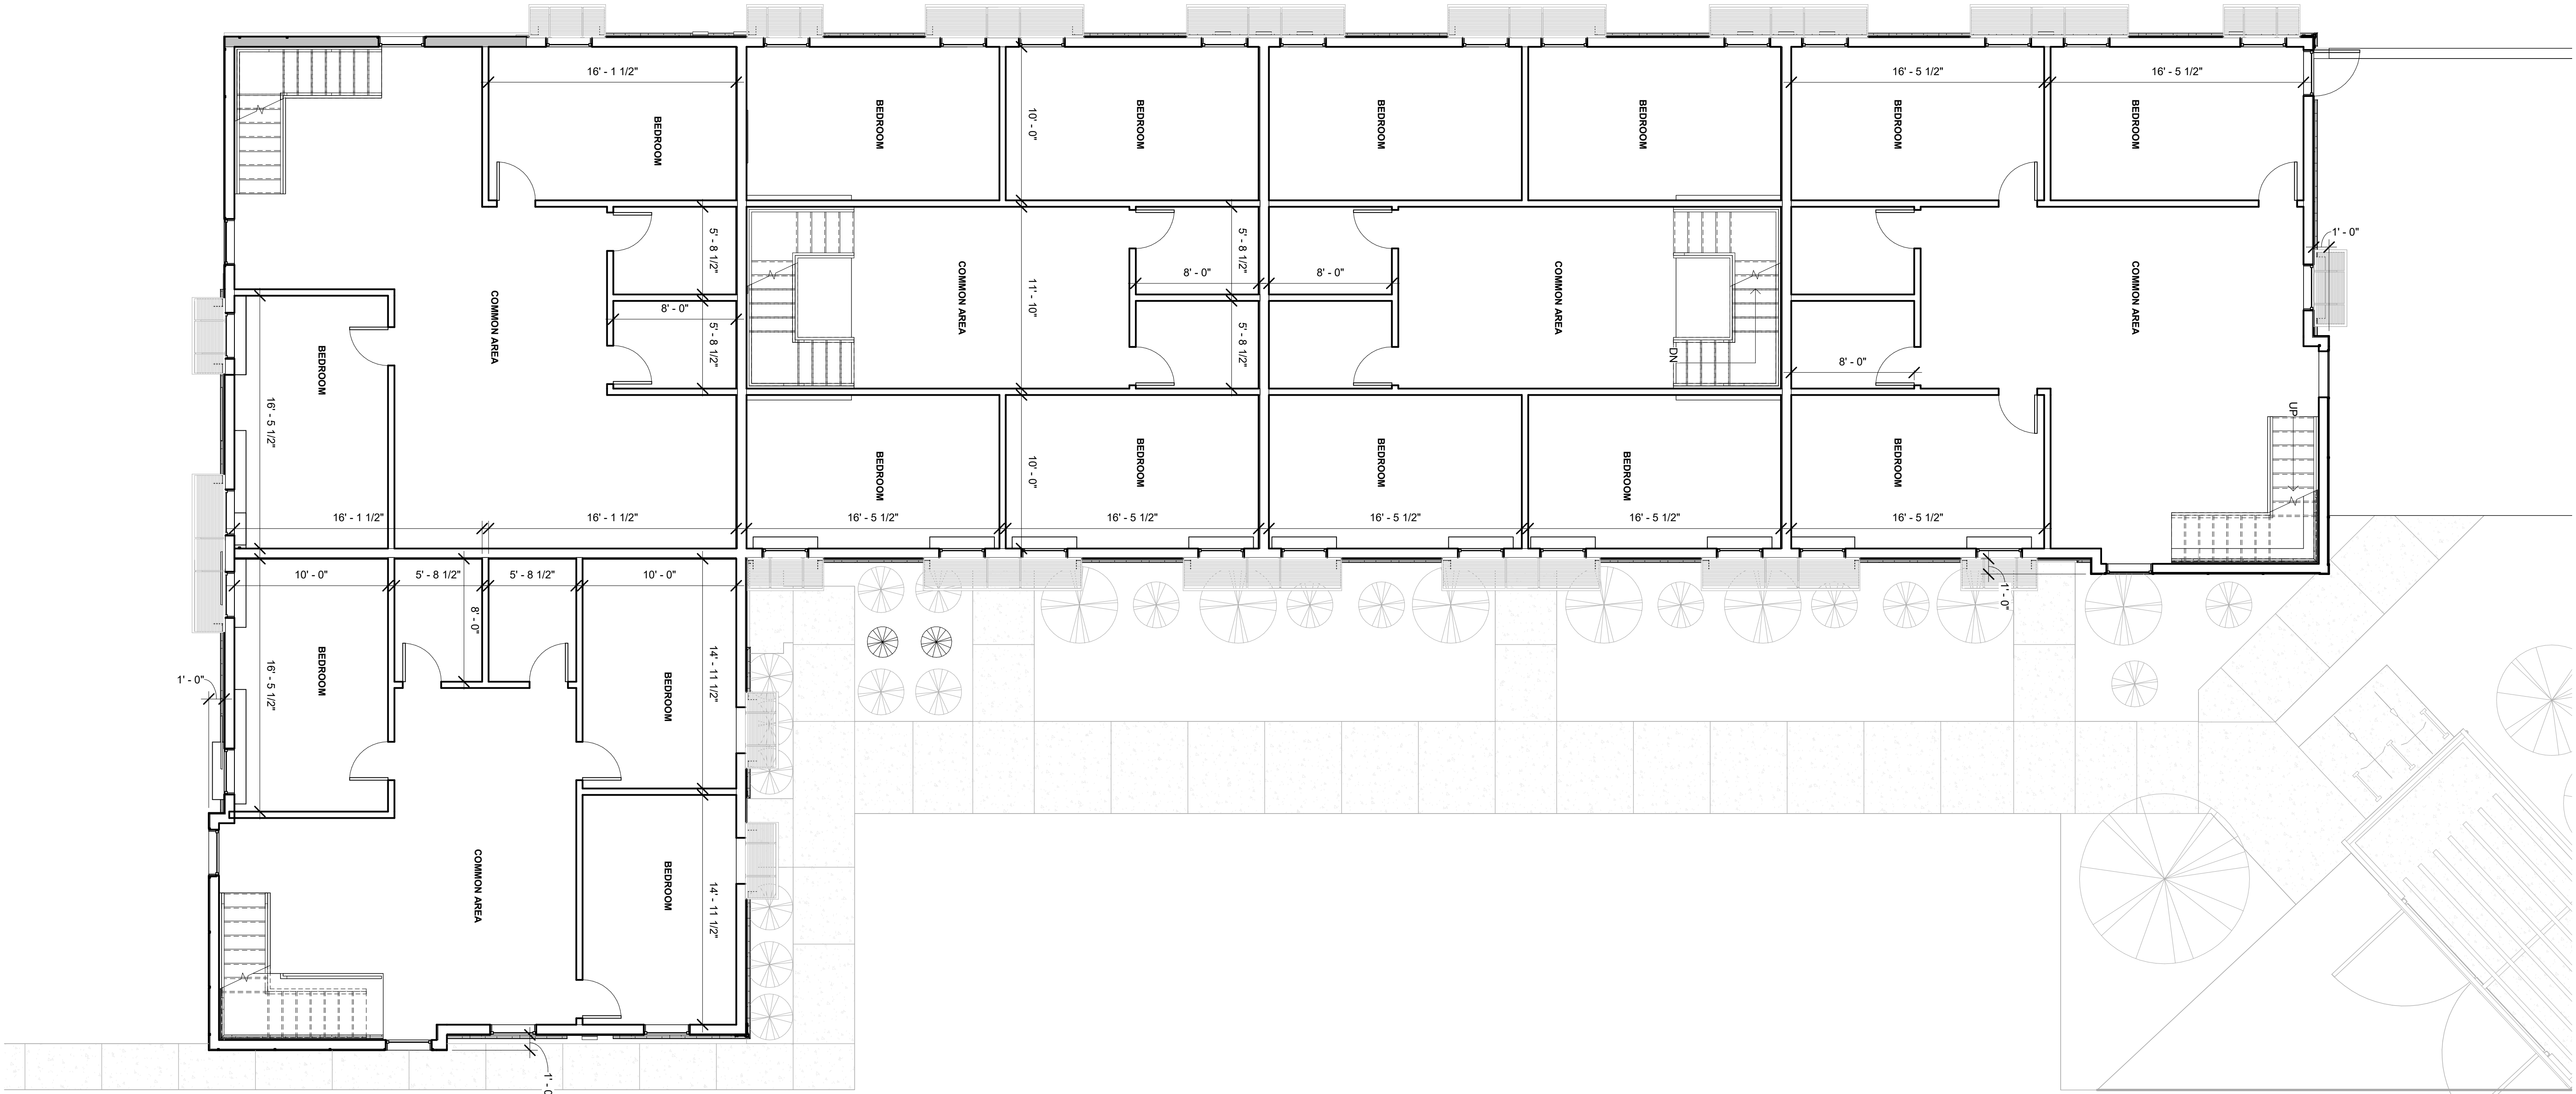 16' - 1 1/2"
16' - 5 1/2"
16' - 5 1/2"
BEDROOM
BEDROOM
10' - 0"
BEDROOM
BEDROOM
BEDROOM
BEDROOM
BEDROOM
5' - 8 1/2"
5' - 8 1/2"
1' - 0"
8' - 0"
8' - 0"
COMMON AREA
COMMON AREA
11' - 10"
COMMON AREA
COMMON AREA
8' - 0"
5' - 8 1/2"
5' - 8 1/2"
DN
8' - 0"
BEDROOM
16' - 5 1/2"
UP
BEDROOM
10' - 0"
BEDROOM
BEDROOM
BEDROOM
BEDROOM
16' - 1 1/2"
16' - 1 1/2"
16' - 5 1/2"
16' - 5 1/2"
16' - 5 1/2"
16' - 5 1/2"
16' - 5 1/2"
10' - 0"
5' - 8 1/2"
5' - 8 1/2"
10' - 0"
8' - 0"
1' - 0"
BEDROOM
16' - 5 1/2"
BEDROOM
14' - 11 1/2"
1' - 0"
COMMON AREA
BEDROOM
14' - 11 1/2"
1' - 0